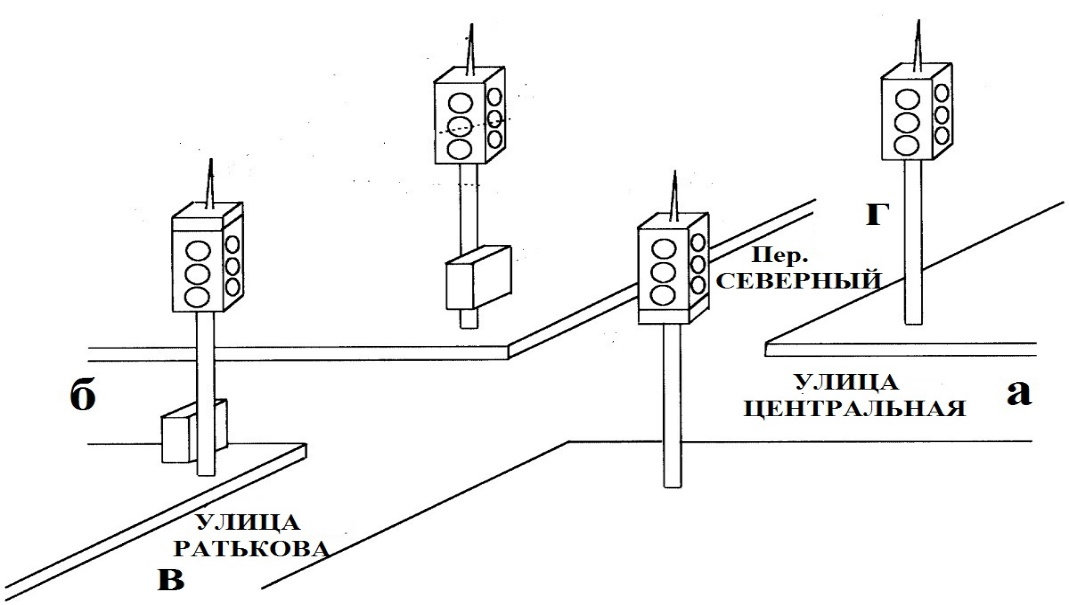 г
Пер.
СЕВЕРНЫЙ
б
УЛИЦА
ЦЕНТРАЛЬНАЯ
а
УЛИЦА
РАТЬКОВА
в